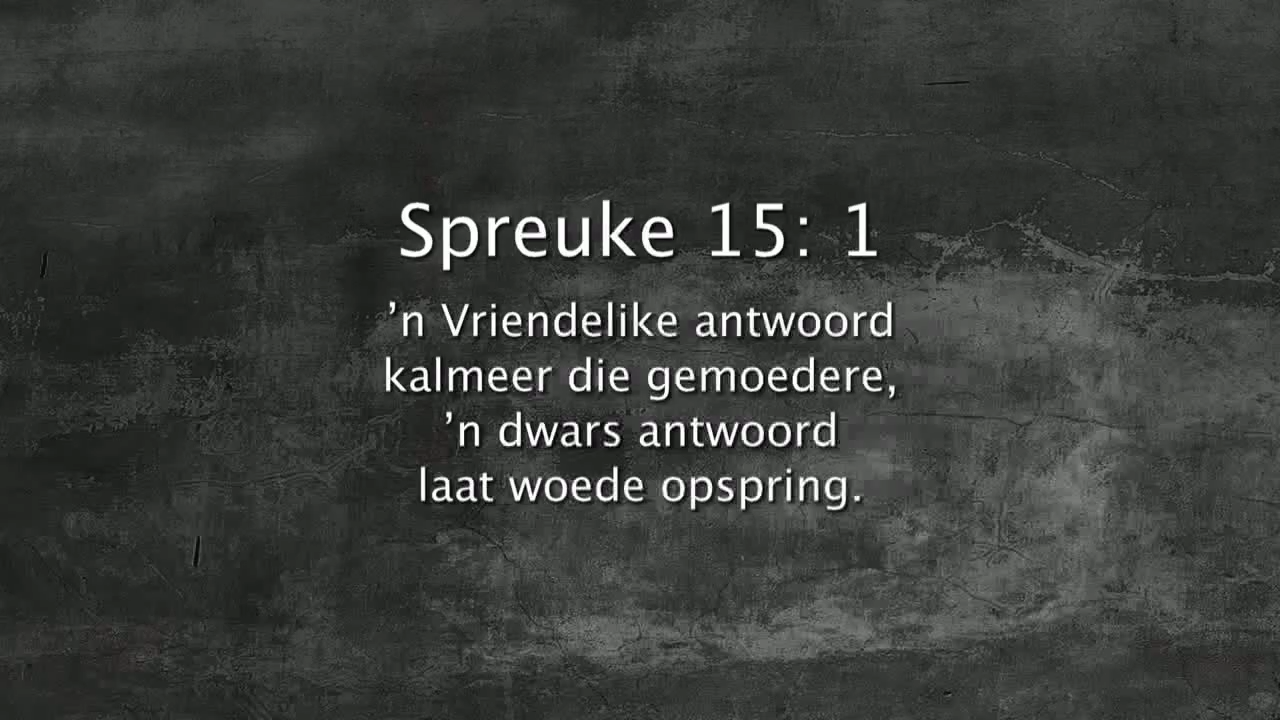 Spreuke 15: 1
’n Vriendelike antwoord
kalmeer die gemoedere,
’n dwars antwoord
laat woede opspring.